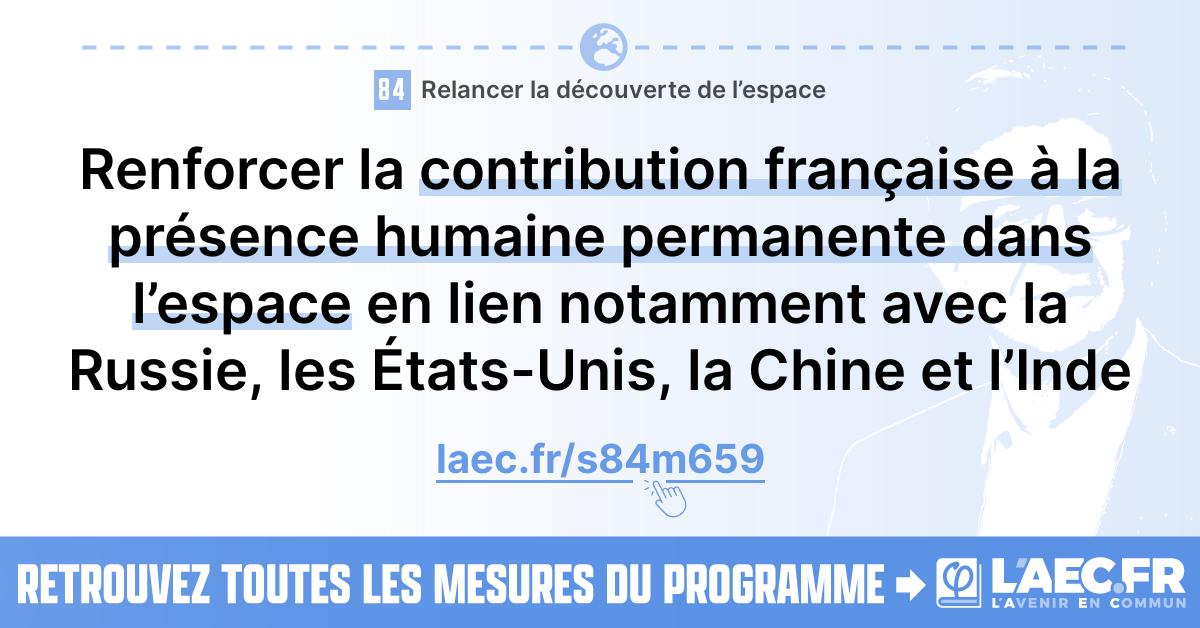 84 Relancer la découverte de l’espace
Renforcer la contribution française à la
présence humaine permanente dans
l’espace en lien notamment avec la
Russie, les États-Unis, la Chine et l’Inde
laec.fr/s84m659
RETROUVEZ TOUTES LES MESURES DU PROGRAMME
φ L'AEC.FR
L'AVENIR EN COMMUN